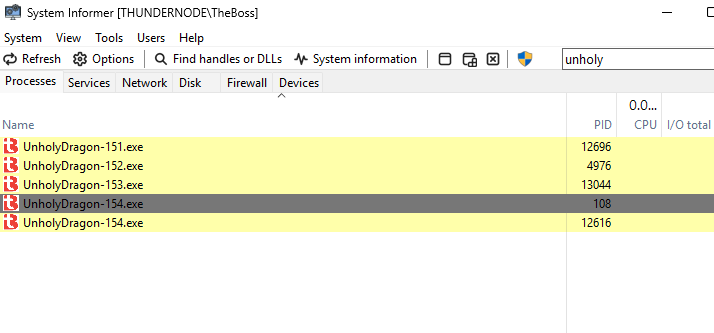 System Informer [THUNDERNODE\TheBoss]
System View Tools Users Help
Refresh Options Find handles or DLLs System information unholy
Processes Services Network Disk Firewall Devices
0.0...
Name PID CPU I/O total
UnholyDragon-151.exe 12696
UnholyDragon-152.exe 4976
UnholyDragon-153.exe 13044
UnholyDragon-154.exe 108
UnholyDragon-154.exe 12616